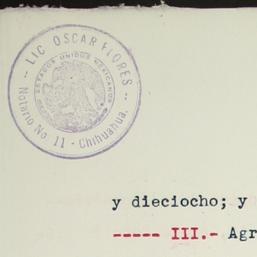 LIC OSCAR FLORES
ESTADOS UNIDOS MEXICANOS
Notario No 11 - Chihuahua.
y dieciocho; y
----- III.- Agr